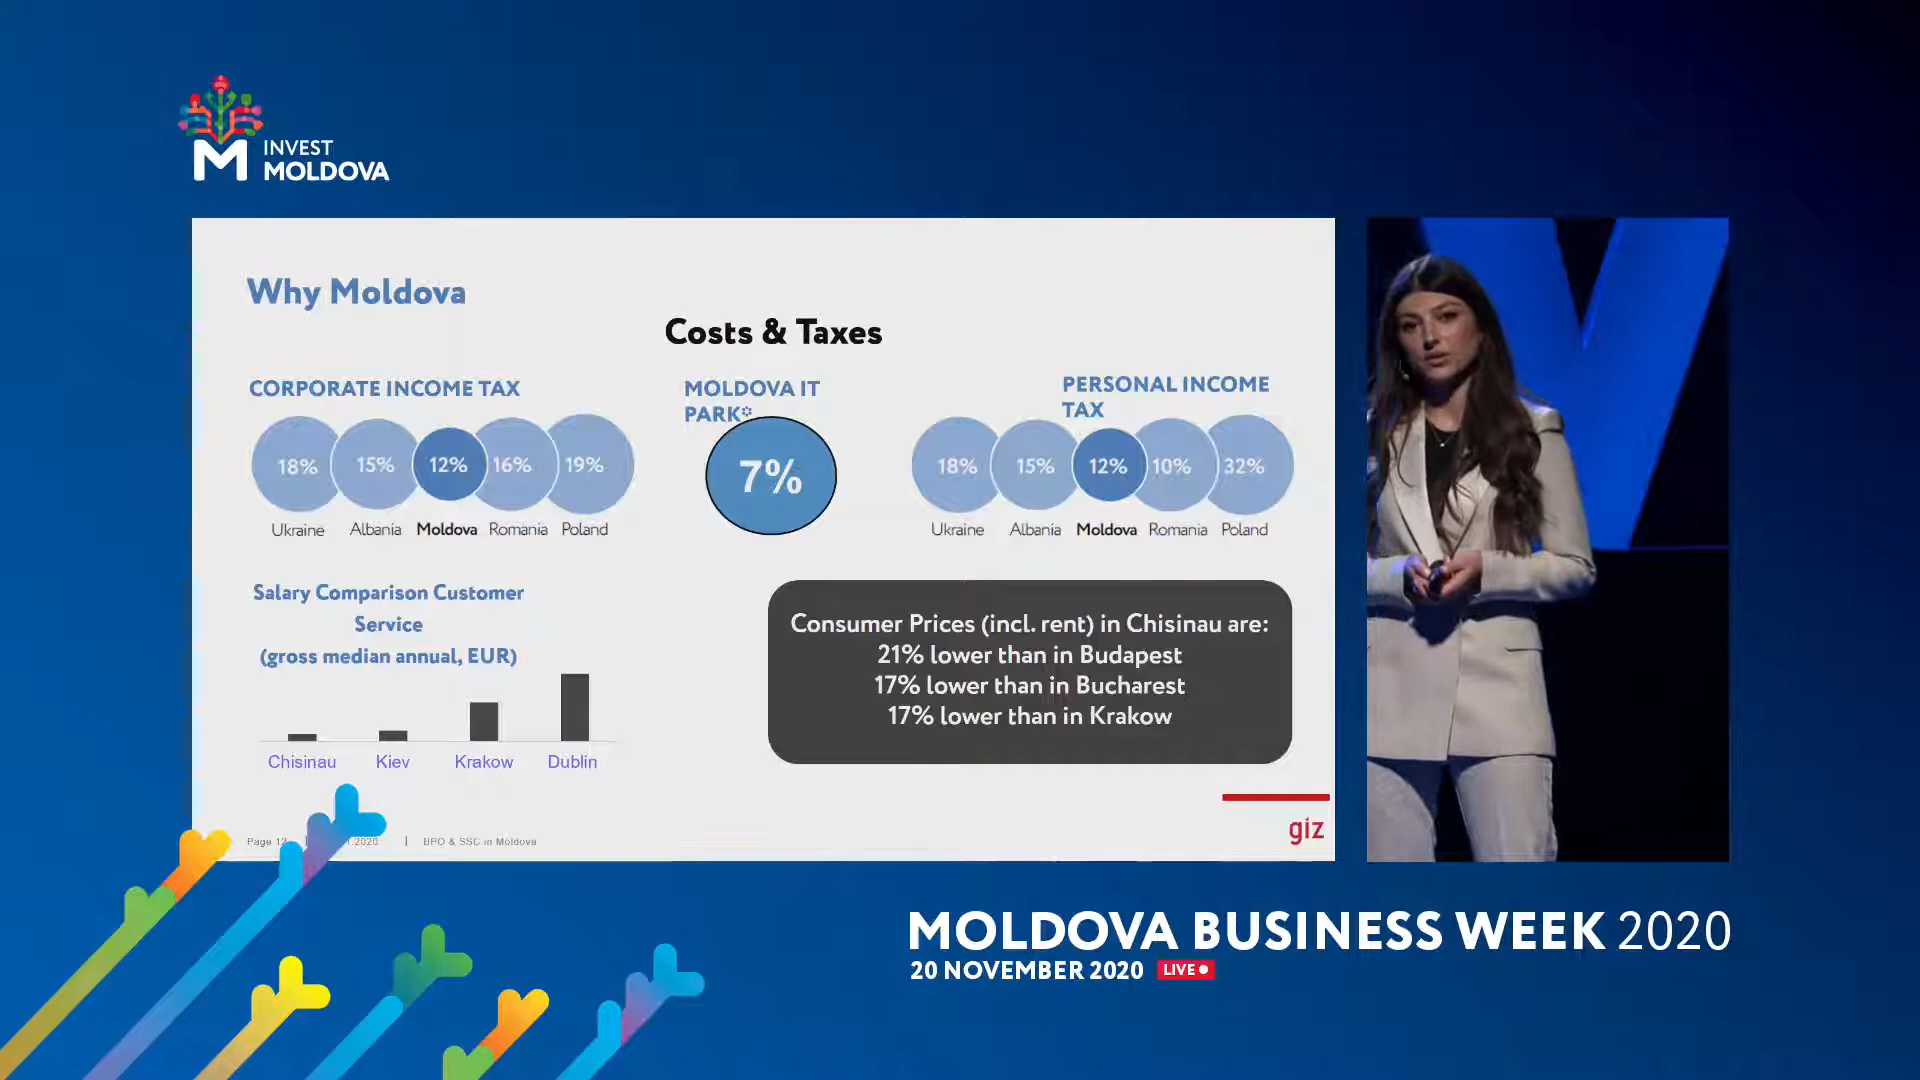 INVEST
MOLDOVA
Why Moldova
Costs & Taxes
CORPORATE INCOME TAX
18% 15% 12% 16% 19%
Ukraine Albania Moldova Romania Poland
MOLDOVA IT
PARK*
7%
PERSONAL INCOME
TAX
18% 15% 12% 10% 32%
Ukraine Albania Moldova Romania Poland
Salary Comparison Customer
Service
(gross median annual, EUR)
Chisinau Kiev Krakow Dublin
Consumer Prices (incl. rent) in Chisinau are:
21% lower than in Budapest
17% lower than in Bucharest
17% lower than in Krakow
giz
Page | .2020 | BPO & SSC in Moldova
MOLDOVA BUSINESS WEEK 2020
20 NOVEMBER 2020 LIVE